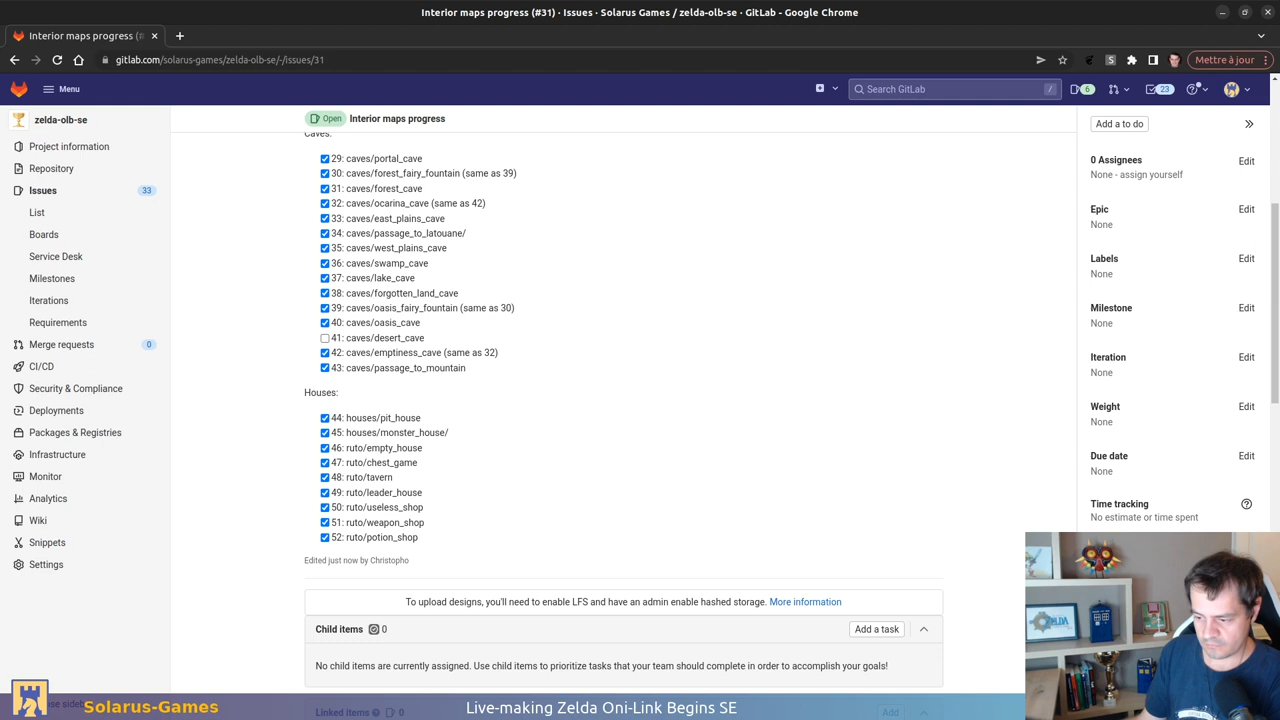 Interior maps progress (#31) · Issues · Solarus Games / zelda-olb-se · GitLab - Google Chrome
Interior maps progress (#
gitlab.com/solarus-games/zelda-olb-se/-/issues/31
Mettre à jour
Menu
Search GitLab
/
6
23
zelda-olb-se
Project information
Repository
Issues
33
List
Boards
Service Desk
Milestones
Iterations
Requirements
Merge requests
0
CI/CD
Security & Compliance
Deployments
Packages & Registries
Infrastructure
Monitor
Analytics
Wiki
Snippets
Settings
Open
Interior maps progress
Caves:
29: caves/portal_cave
30: caves/forest_fairy_fountain (same as 39)
31: caves/forest_cave
32: caves/ocarina_cave (same as 42)
33: caves/east_plains_cave
34: caves/passage_to_latouane/
35: caves/west_plains_cave
36: caves/swamp_cave
37: caves/lake_cave
38: caves/forgotten_land_cave
39: caves/oasis_fairy_fountain (same as 30)
40: caves/oasis_cave
41: caves/desert_cave
42: caves/emptiness_cave (same as 32)
43: caves/passage_to_mountain
Houses:
44: houses/pit_house
45: houses/monster_house/
46: ruto/empty_house
47: ruto/chest_game
48: ruto/tavern
49: ruto/leader_house
50: ruto/useless_shop
51: ruto/weapon_shop
52: ruto/potion_shop
Edited just now by Christopho
To upload designs, you'll need to enable LFS and have an admin enable hashed storage. More information
Child items 0
Add a task
No child items are currently assigned. Use child items to prioritize tasks that your team should complete in order to accomplish your goals!
Linked items 0
Add
Add a to do
0 Assignees
Edit
None - assign yourself
Epic
Edit
None
Labels
Edit
None
Milestone
Edit
None
Iteration
Edit
None
Weight
Edit
None
Due date
Edit
None
Time tracking
No estimate or time spent
ZELDA
Solarus-Games
Live-making Zelda Oni-Link Begins SE